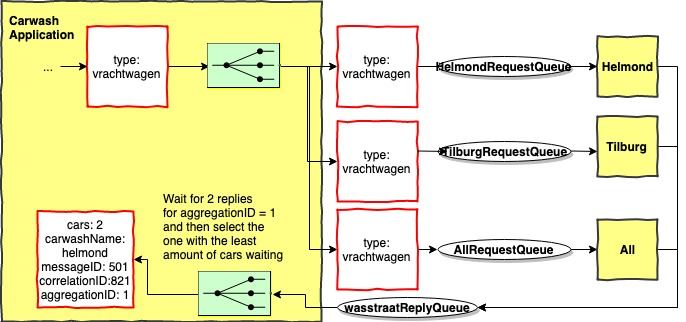 Carwash
Application
...
type:
vrachtwagen
type:
vrachtwagen
HelmondRequestQueue
Helmond
type:
vrachtwagen
TilburgRequestQueue
Tilburg
type:
vrachtwagen
AllRequestQueue
All
Wait for 2 replies
for aggregationID = 1
and then select the
one with the least
amount of cars waiting
cars: 2
carwashName:
helmond
messageID: 501
correlationID:821
aggregationID: 1
wasstraatReplyQueue